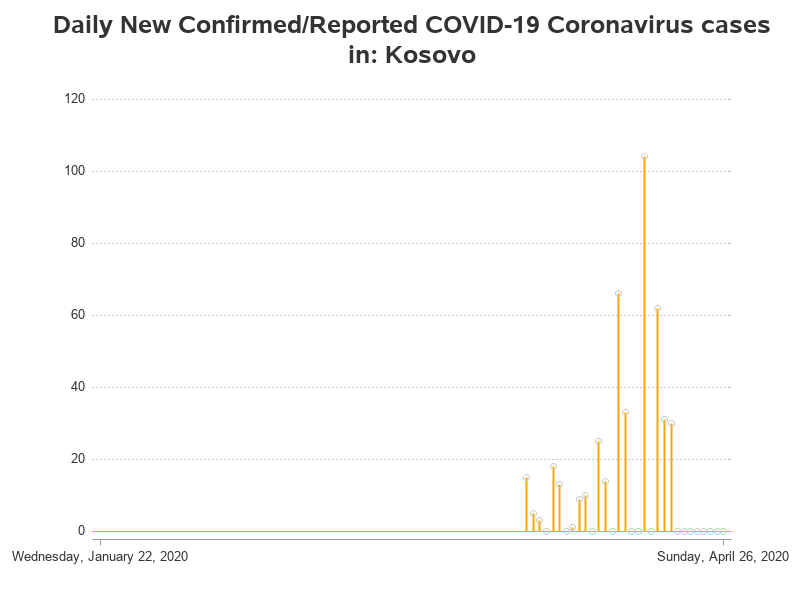 Daily New Confirmed/Reported COVID-19 Coronavirus cases
in: Kosovo
120
100
80
60
40
20
0
Wednesday, January 22, 2020 Sunday, April 26, 2020